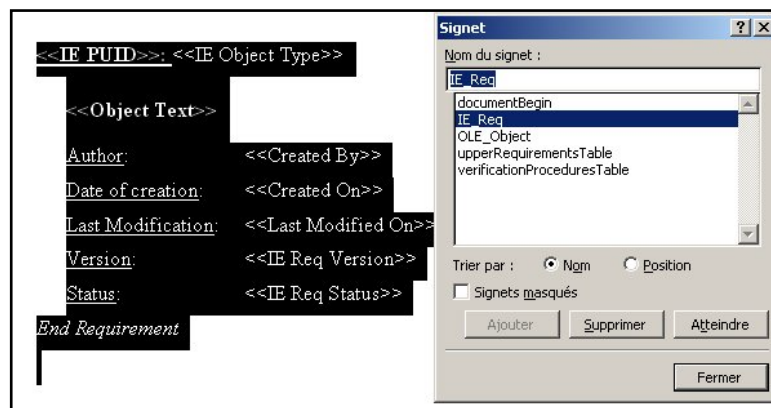 <<IE PUID>>: <<IE Object Type>>
<<Object Text>>
Author: <<Created By>>
Date of creation: <<Created On>>
Last Modification: <<Last Modified On>>
Version: <<IE Req Version>>
Status: <<IE Req Status>>
End Requirement
Signet
Nom du signet :
IE_Req
documentBegin
IE_Req
OLE_Object
upperRequirementsTable
verificationProceduresTable
Trier par : Nom Position
Signets masqués
Ajouter Supprimer Atteindre
Fermer